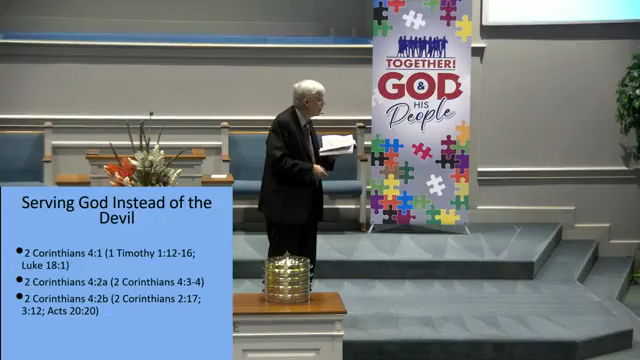 TOGETHER!
GOD
&
HIS
People
Serving God Instead of the
Devil
2 Corinthians 4:1 (1 Timothy 1:12-16;
Luke 18:1)
2 Corinthians 4:2a (2 Corinthians 4:3-4)
2 Corinthians 4:2b (2 Corinthians 2:17;
3:12; Acts 20:20)